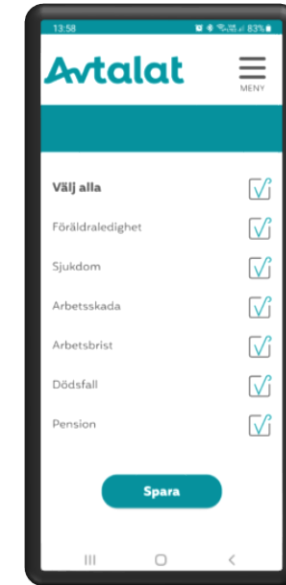 13:58 83%
Avtalat
MENY
Välj alla
Föräldraledighet
Sjukdom
Arbetsskada
Arbetsbrist
Dödsfall
Pension
Spara